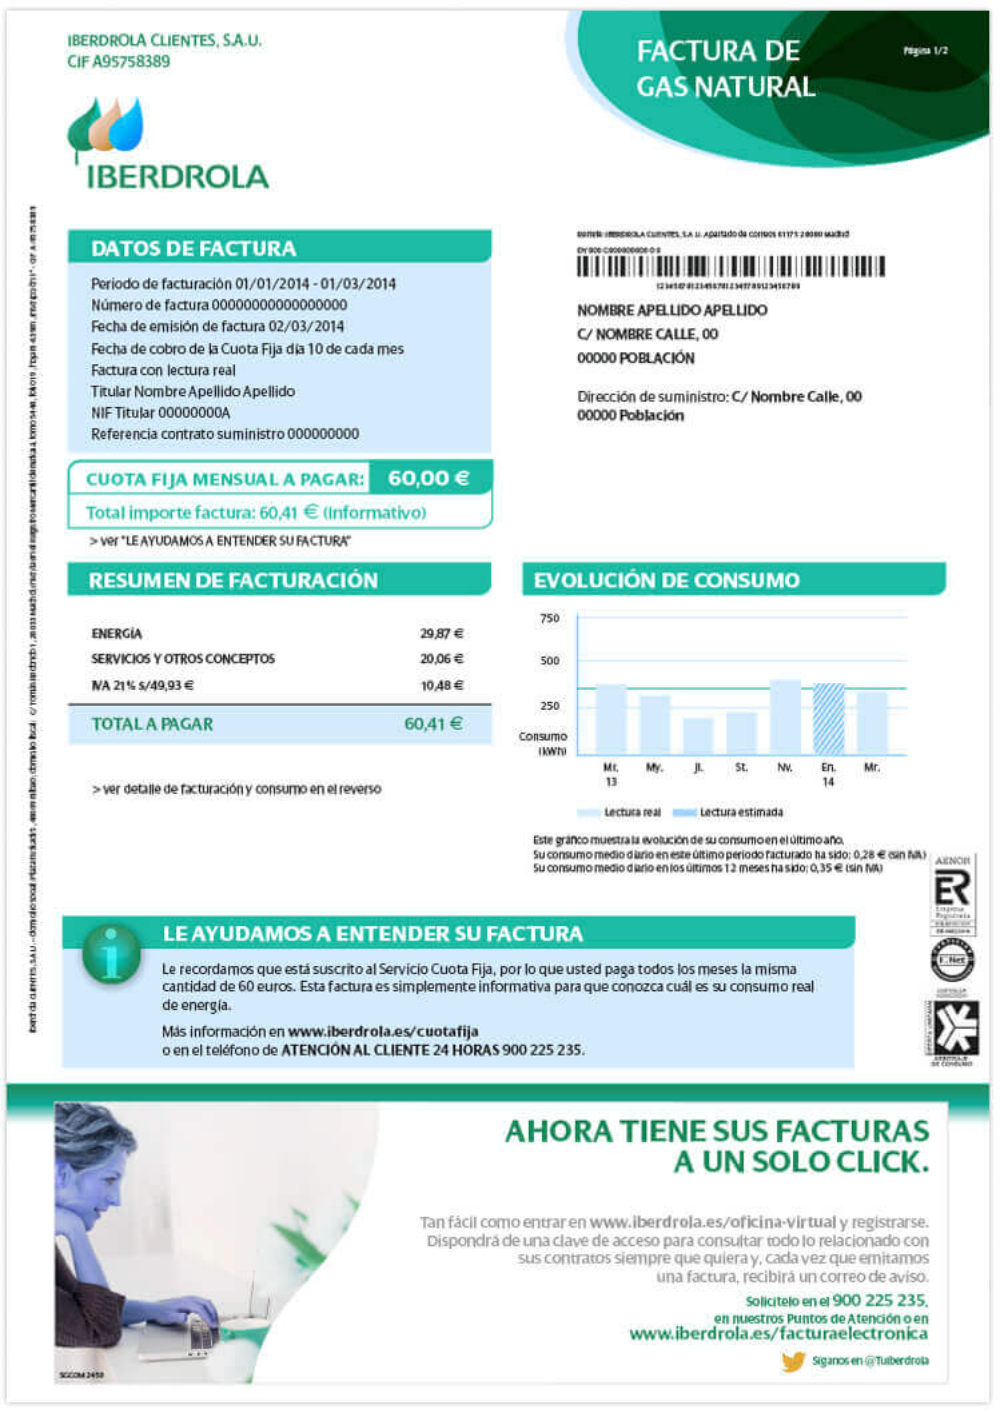 IBERDROLA CLIENTES, S.A.U.
CIF A95758389
IBERDROLA
FACTURA DE
GAS NATURAL
Página 1/2
DATOS DE FACTURA
Periodo de facturación 01/01/2014 - 01/03/2014
Número de factura 00000000000000000
Fecha de emisión de factura 02/03/2014
Fecha de cobro de la Cuota Fija día 10 de cada mes
Factura con lectura real
Titular Nombre Apellido Apellido
NIF Titular 00000000A
Referencia contrato suministro 000000000
IBERDROLA CLIENTES, S.A.U. Apartado de correos 61175 28080 Madrid
NOMBRE APELLIDO APELLIDO
C/ NOMBRE CALLE, 00
00000 POBLACIÓN
Dirección de suministro: C/ Nombre Calle, 00
00000 Población
CUOTA FIJA MENSUAL A PAGAR: 60,00 €
Total importe factura: 60,41 € (Informativo)
> ver "LE AYUDAMOS A ENTENDER SU FACTURA"
RESUMEN DE FACTURACIÓN
ENERGÍA 29,87 €
SERVICIOS Y OTROS CONCEPTOS 20,06 €
IVA 21% s/49,93 € 10,48 €
TOTAL A PAGAR 60,41 €
> ver detalle de facturación y consumo en el reverso
EVOLUCIÓN DE CONSUMO
750
500
250
Consumo
(kWh)
Mr. My. Jl. St. Nv. En. Mr.
13 14
Lectura real Lectura estimada
Este gráfico muestra la evolución de su consumo en el último año.
Su consumo medio diario en este último periodo facturado ha sido: 0,28 € (sin IVA)
Su consumo medio diario en los últimos 12 meses ha sido: 0,35 € (sin IVA)
AENOR
ER
Empresa
Registrada
LE AYUDAMOS A ENTENDER SU FACTURA
Le recordamos que está suscrito al Servicio Cuota Fija, por lo que usted paga todos los meses la misma
cantidad de 60 euros. Esta factura es simplemente informativa para que conozca cuál es su consumo real
de energía.
Más información en www.iberdrola.es/cuotafija
o en el teléfono de ATENCIÓN AL CLIENTE 24 HORAS 900 225 235.
IQNet
ARBITRAJE
DE CONSUMO
AHORA TIENE SUS FACTURAS
A UN SOLO CLICK.
Tan fácil como entrar en www.iberdrola.es/oficina-virtual y registrarse.
Dispondrá de una clave de acceso para consultar todo lo relacionado con
sus contratos siempre que quiera y, cada vez que emitamos
una factura, recibirá un correo de aviso.
Solicítelo en el 900 225 235,
en nuestros Puntos de Atención o en
www.iberdrola.es/facturaelectronica
Síganos en @Tuiberdrola
SGCOM 2450